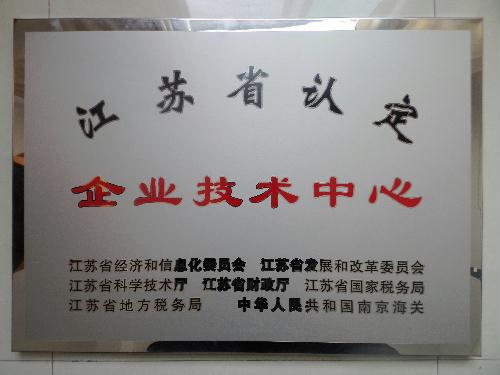 江苏省认定
企业技术中心
江苏省经济和信息化委员会 江苏省发展和改革委员会
江苏省科学技术厅 江苏省财政厅 江苏省国家税务局
江苏省地方税务局 中华人民共和国南京海关